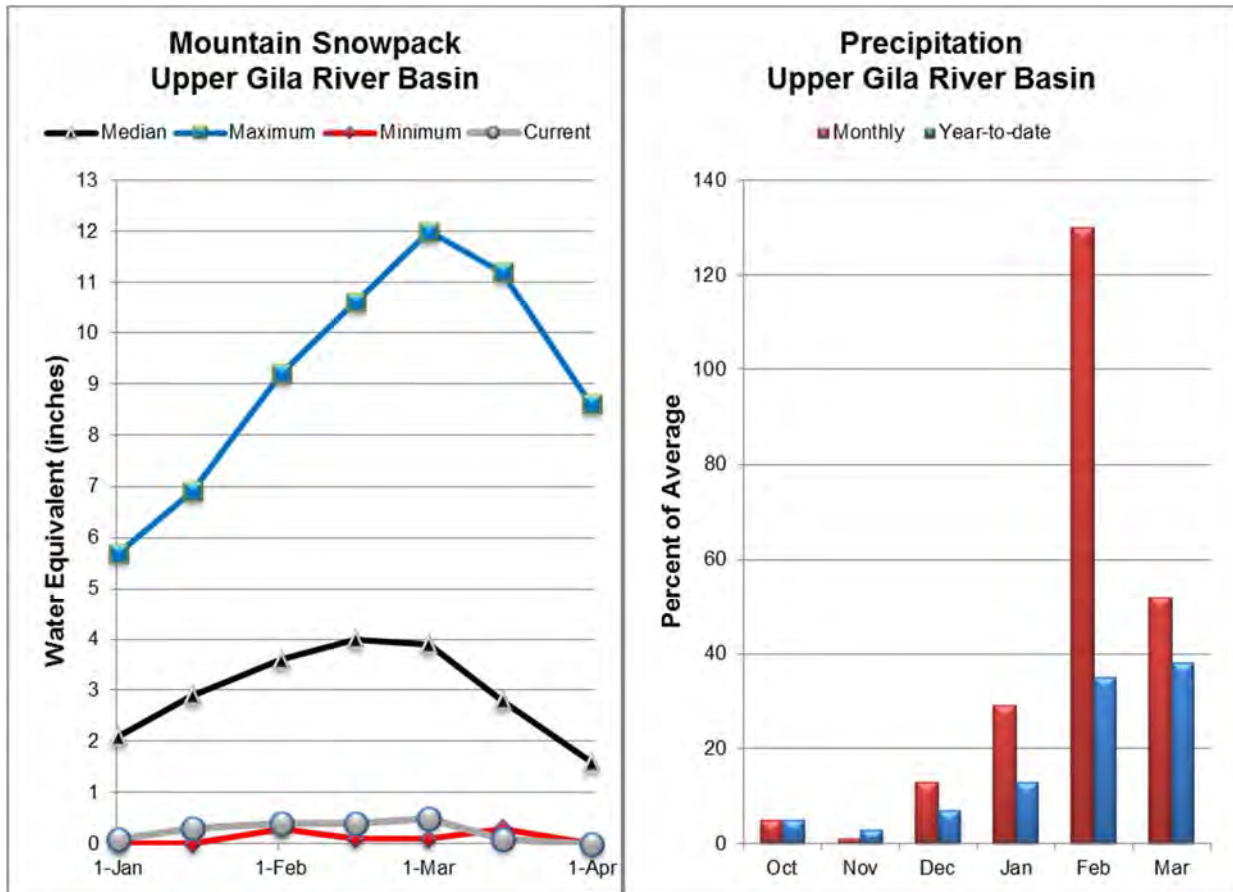 Mountain Snowpack
Upper Gila River Basin
Median Maximum Minimum Current
Water Equivalent (inches)
13
12
11
10
9
8
7
6
5
4
3
2
1
0
1-Jan 1-Feb 1-Mar 1-Apr
Precipitation
Upper Gila River Basin
Monthly Year-to-date
Percent of Average
140
120
100
80
60
40
20
0
Oct Nov Dec Jan Feb Mar